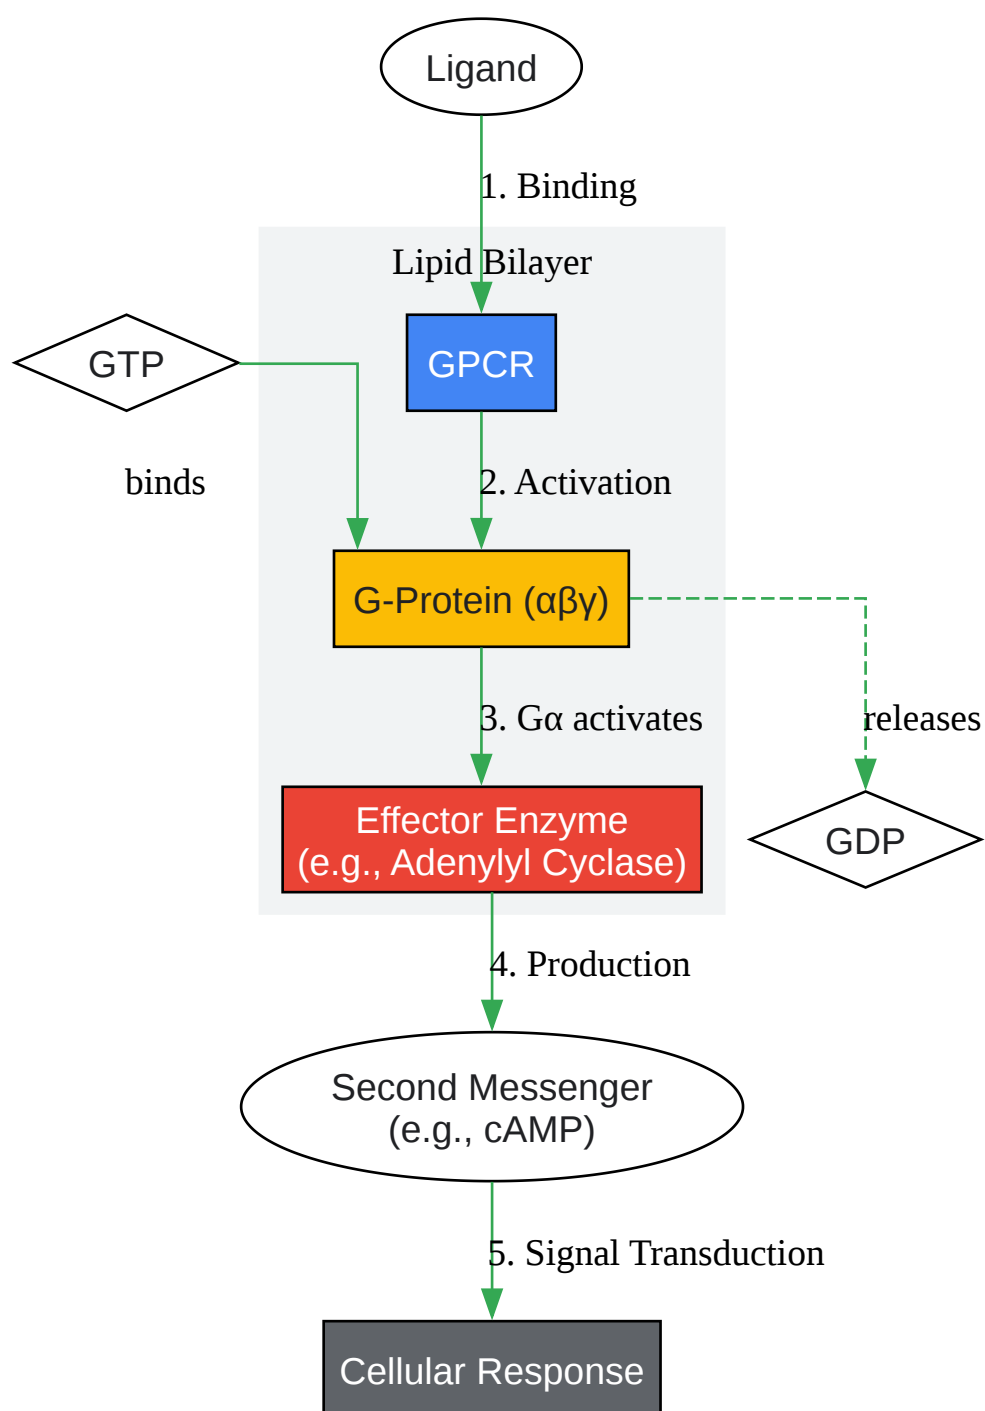 Ligand
1. Binding
Lipid Bilayer
GTP
GPCR
binds
2. Activation
G-Protein (αβγ)
3. Gα activates
releases
Effector Enzyme
(e.g., Adenylyl Cyclase)
GDP
4. Production
Second Messenger
(e.g., cAMP)
5. Signal Transduction
Cellular Response